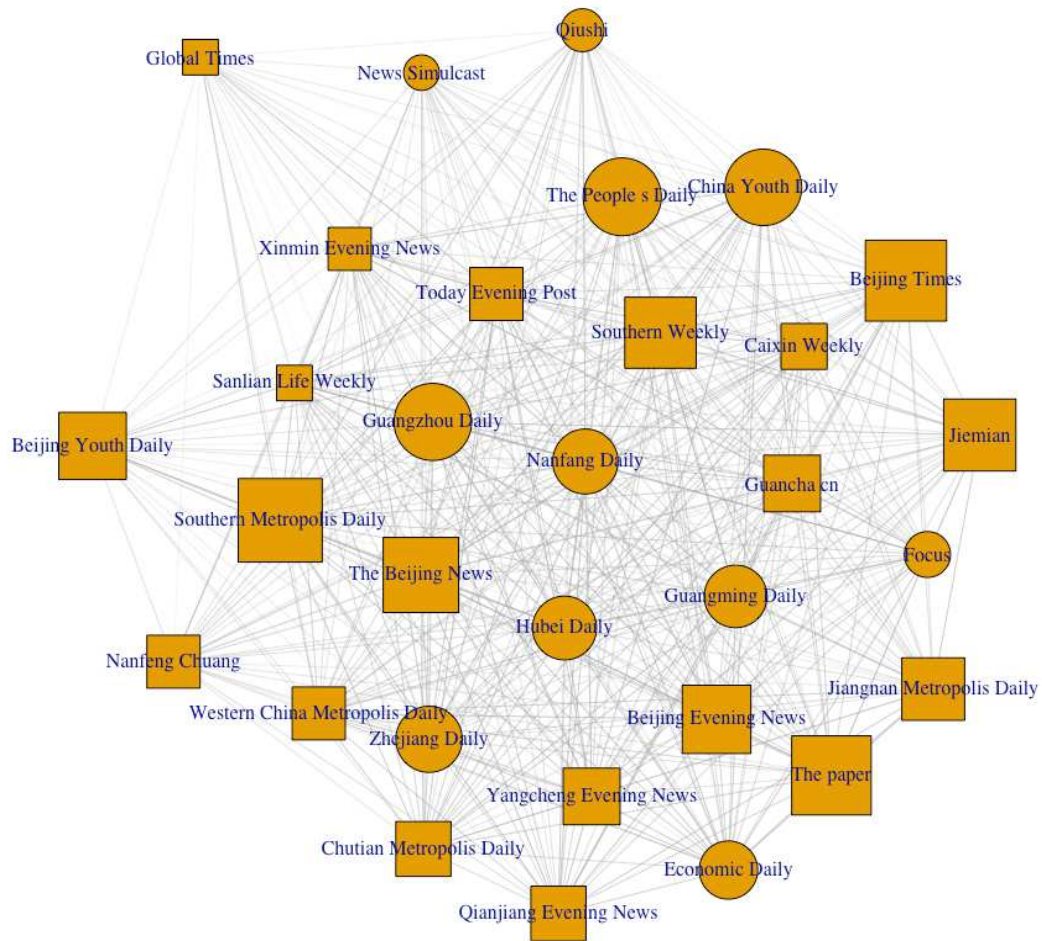 Qiushi
Global Times
News Simulcast
The People s Daily
China Youth Daily
Xinmin Evening News
Beijing Times
Today Evening Post
Southern Weekly
Caixin Weekly
Sanlian Life Weekly
Guangzhou Daily
Beijing Youth Daily
Jiemian
Nanfang Daily
Guancha cn
Southern Metropolis Daily
Focus
The Beijing News
Guangming Daily
Hubei Daily
Nanfeng Chuang
Jiangnan Metropolis Daily
Western China Metropolis Daily
Beijing Evening News
Zhejiang Daily
The paper
Yangcheng Evening News
Chutian Metropolis Daily
Economic Daily
Qianjiang Evening News